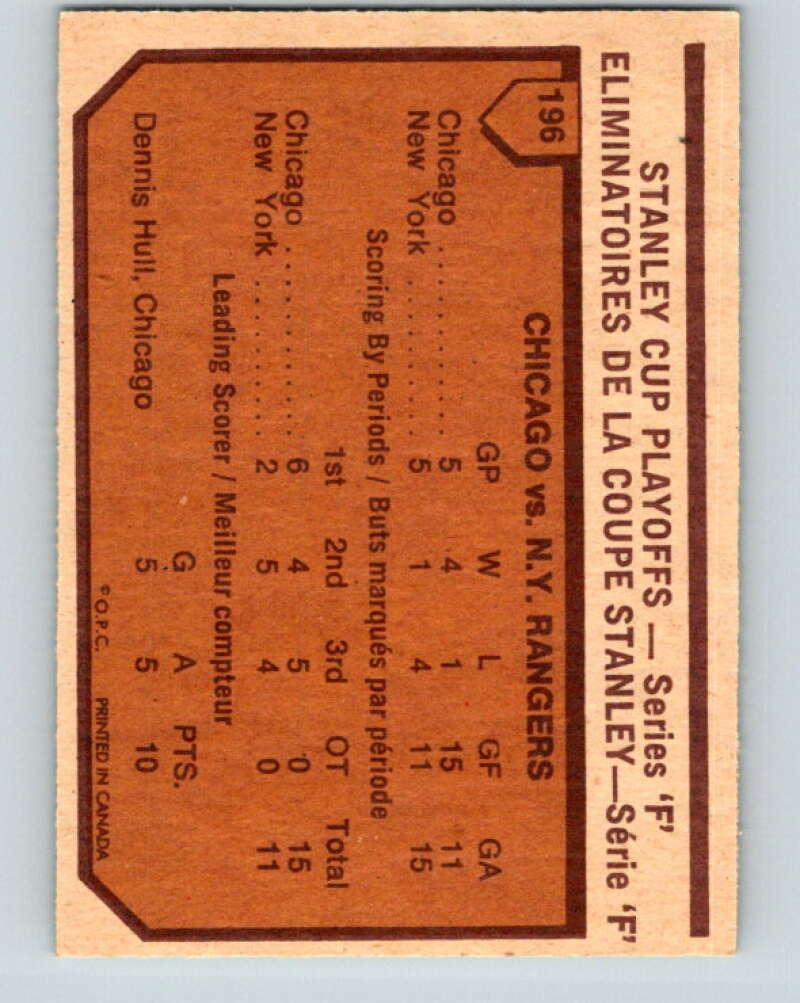 STANLEY CUP PLAYOFFS — Series 'F'
ELIMINATOIRES DE LA COUPE STANLEY—Série 'F'
196
CHICAGO vs. N.Y. RANGERS
GP W L GF GA
Chicago . . . . . . . . . . 5 4 1 15 11
New York . . . . . . . . . 5 1 4 11 15
Scoring By Periods / Buts marqués par période
1st 2nd 3rd OT Total
Chicago . . . . . . . . . . 6 4 5 0 15
New York . . . . . . . . . 2 5 4 0 11
Leading Scorer / Meilleur compteur
G A PTS.
Dennis Hull, Chicago 5 5 10
© O.P.C. PRINTED IN CANADA